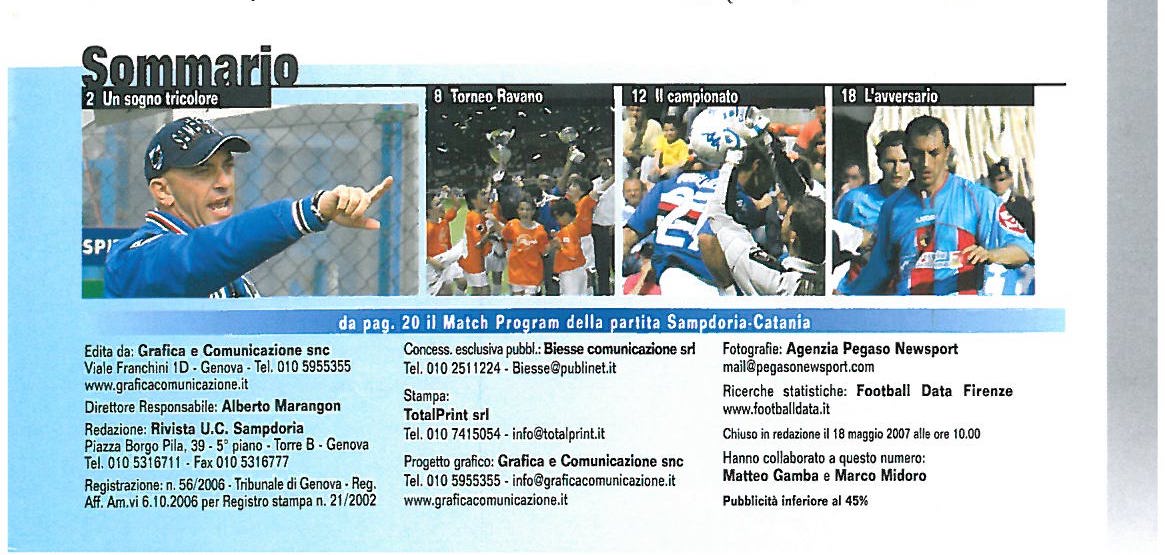 Sommario
2 Un sogno tricolore
8 Torneo Ravano
12 Il campionato
18 L'avversario
da pag. 20 il Match Program della partita Sampdoria-Catania
Edita da: Grafica e Comunicazione snc
Viale Franchini 1D - Genova - Tel. 010 5955355
www.graficacomunicazione.it
Direttore Responsabile: Alberto Marangon
Redazione: Rivista U.C. Sampdoria
Piazza Borgo Pila, 39 - 5° piano - Torre B - Genova
Tel. 010 5316711 - Fax 010 5316777
Registrazione: n. 56/2006 - Tribunale di Genova - Reg.
Aff. Am.vi 6.10.2006 per Registro stampa n. 21/2002
Concess. esclusiva pubbl.: Biesse comunicazione srl
Tel. 010 2511224 - Biesse@publinet.it
Stampa:
TotalPrint srl
Tel. 010 7415054 - info@totalprint.it
Progetto grafico: Grafica e Comunicazione snc
Tel. 010 5955355 - info@graficacomunicazione.it
www.graficacomunicazione.it
Fotografie: Agenzia Pegaso Newsport
mail@pegasonewsport.com
Ricerche statistiche: Football Data Firenze
www.footballdata.it
Chiuso in redazione il 18 maggio 2007 alle ore 10.00
Hanno collaborato a questo numero:
Matteo Gamba e Marco Midoro
Pubblicità inferiore al 45%